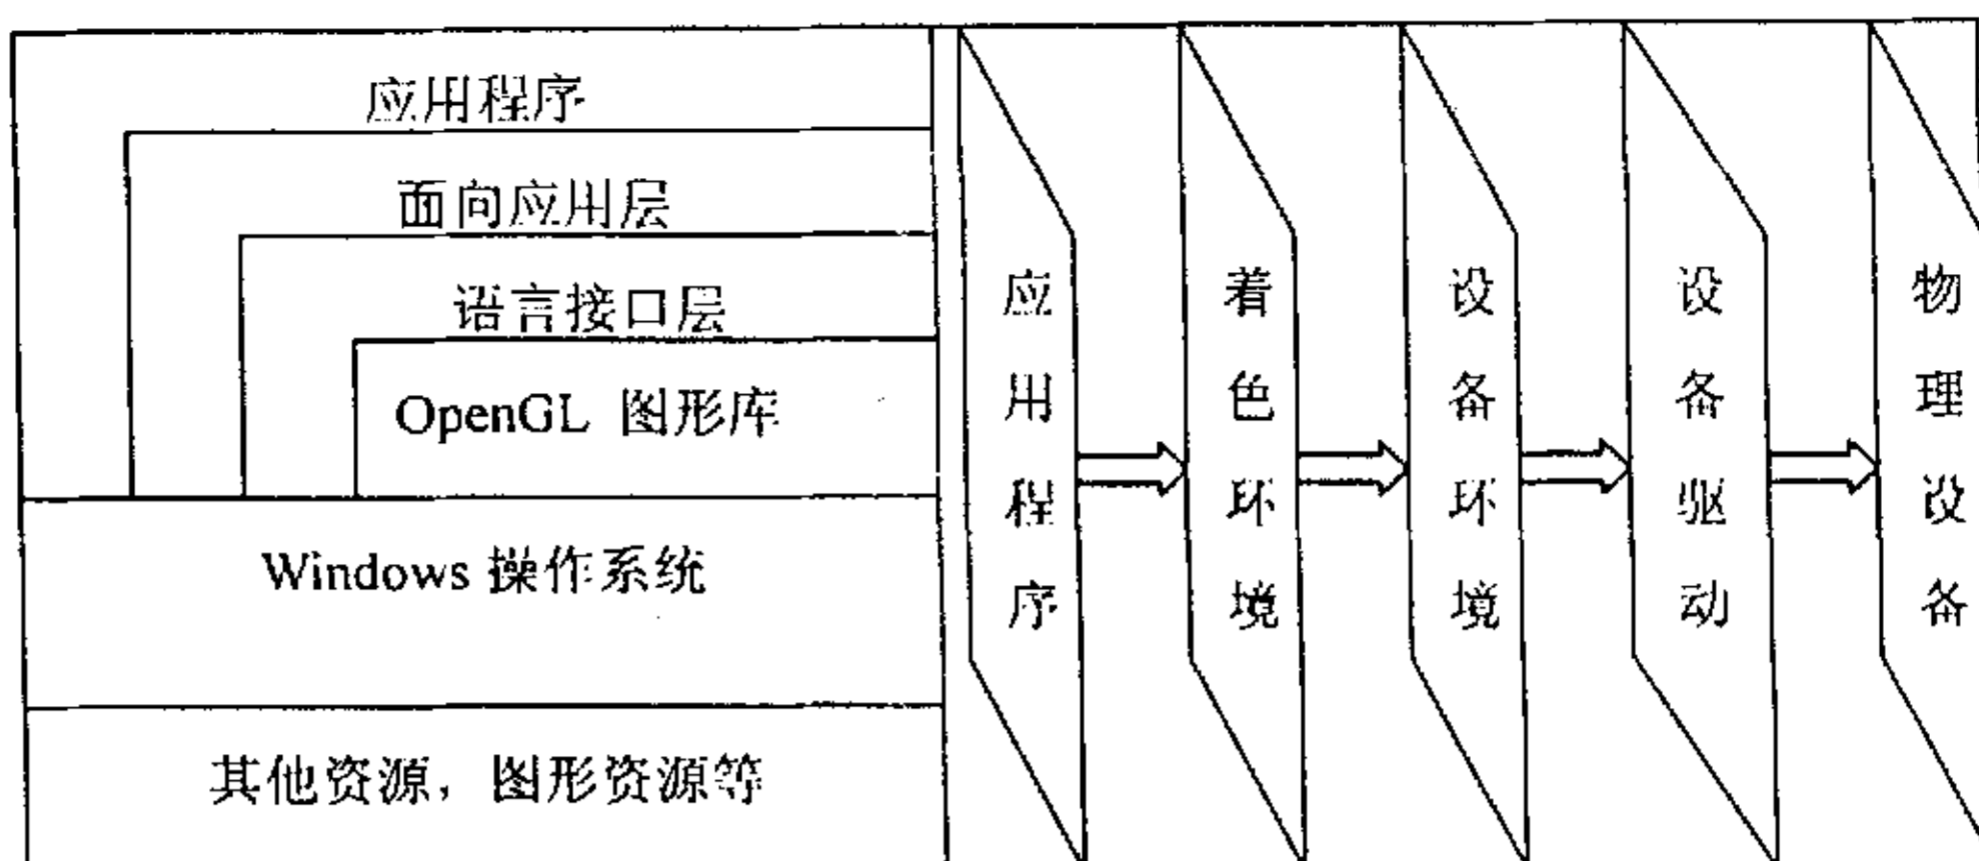 应用程序
面向应用层
语言接口层
OpenGL 图形库
Windows 操作系统
其他资源，图形资源等
应用程序
着色环境
设备环境
设备驱动
物理设备